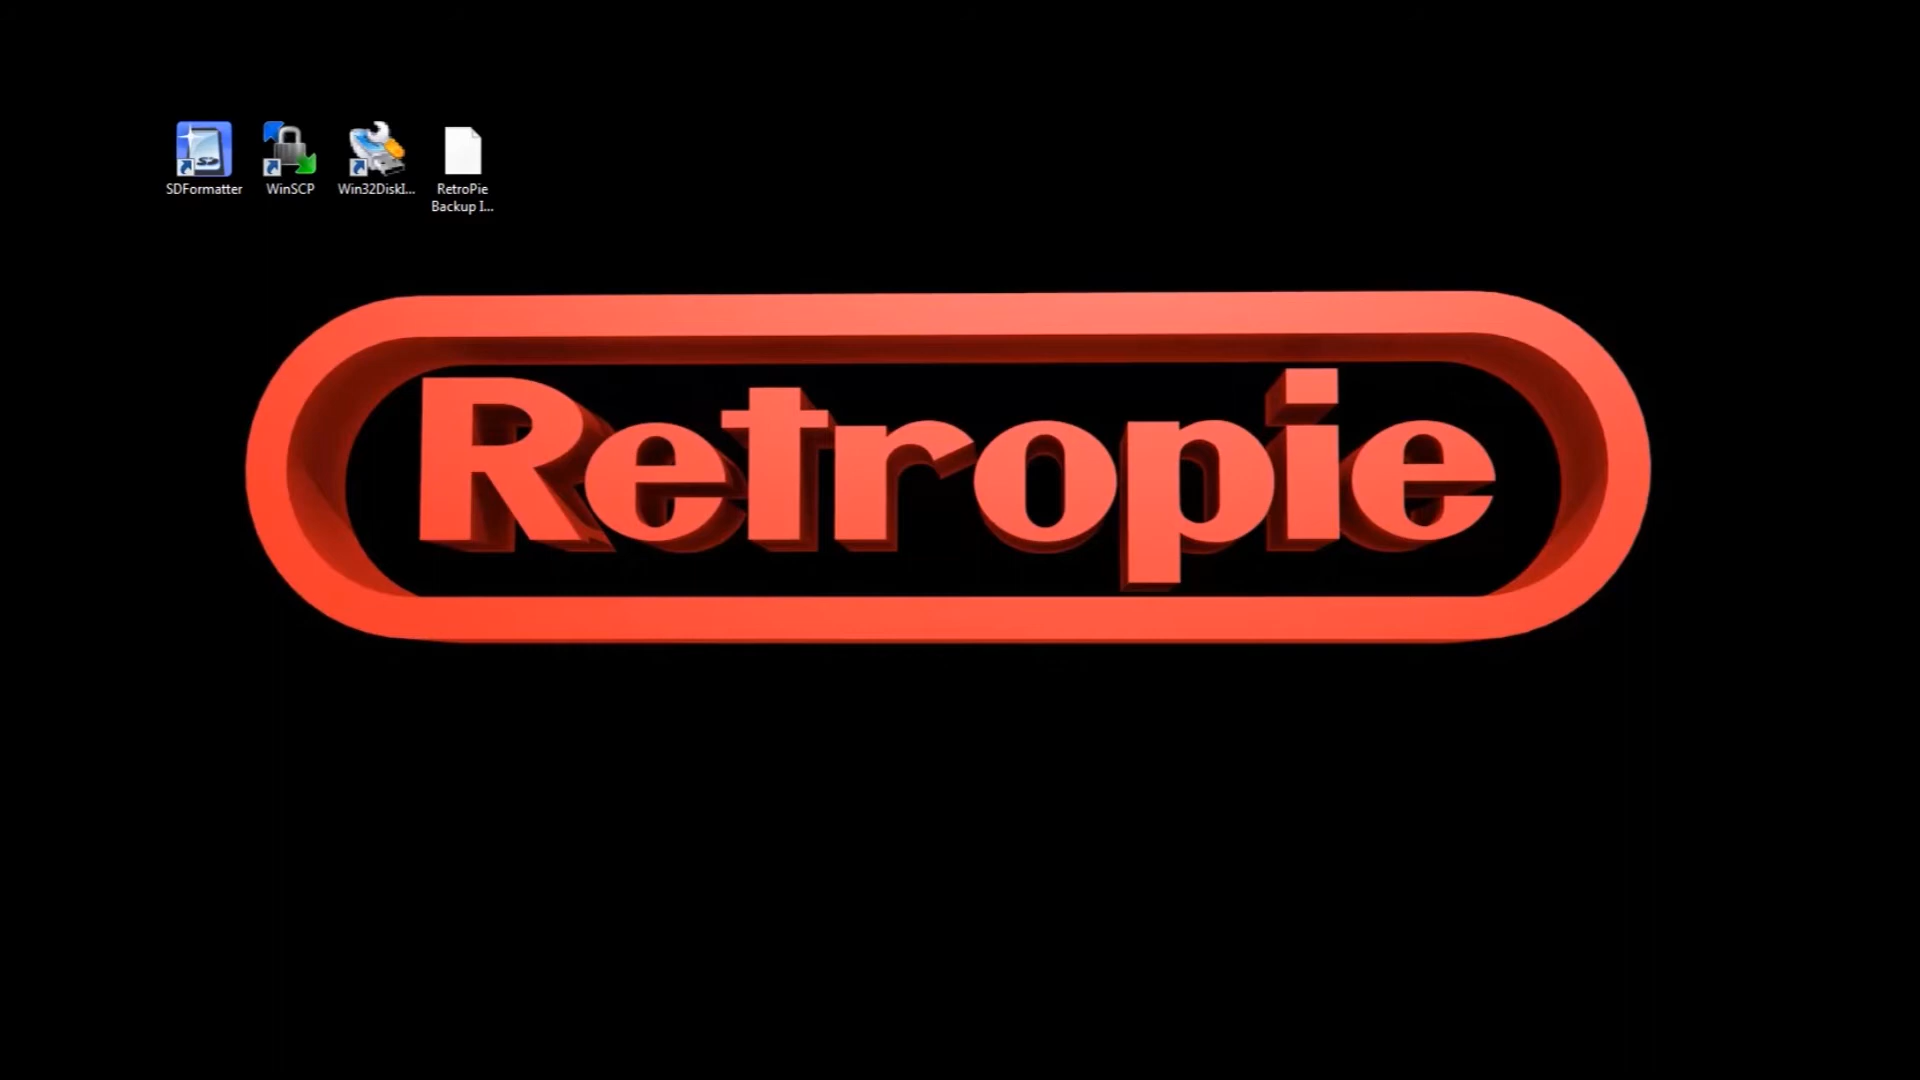 SDFormatter
WinSCP
Win32DiskI...
RetroPie
Backup I...
Retropie